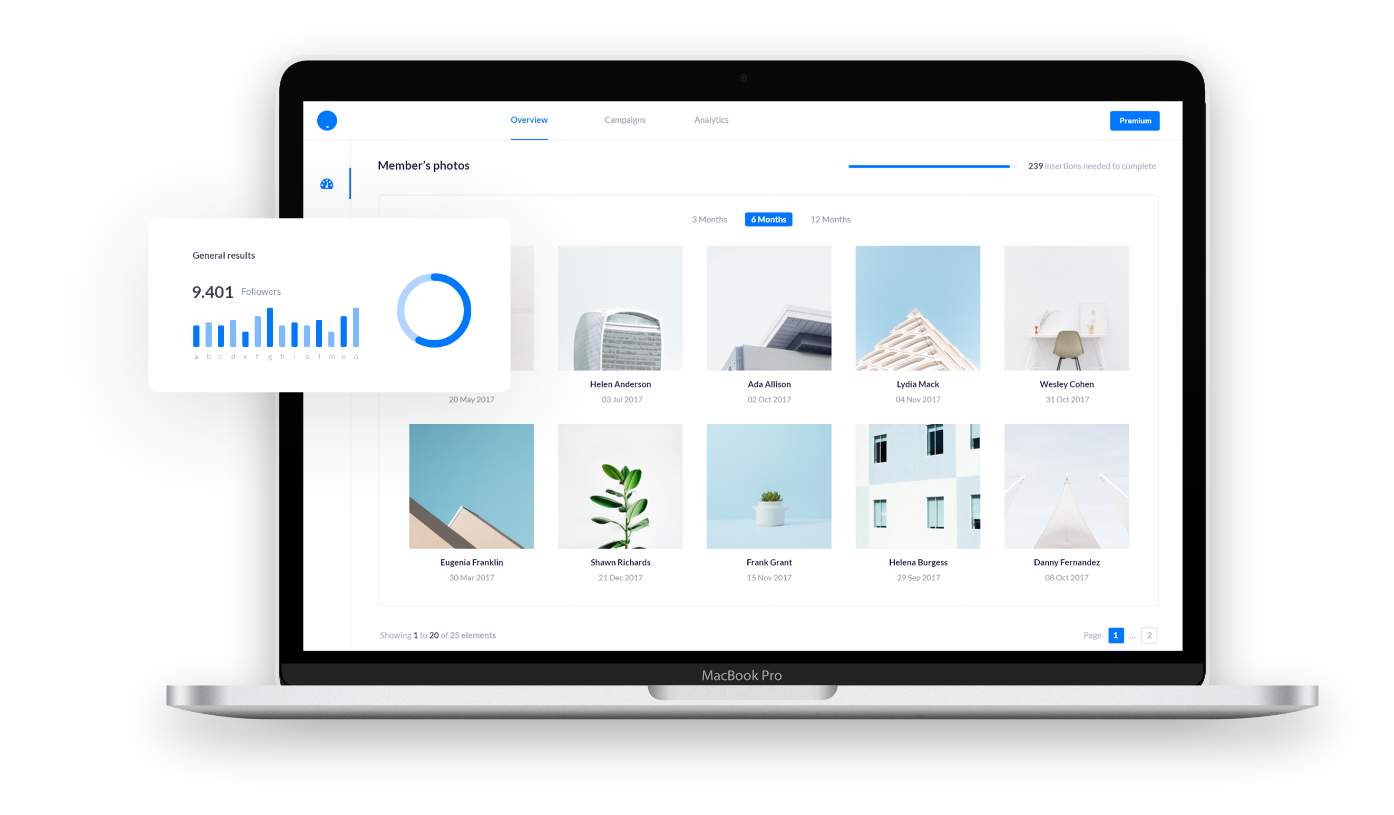 Overview Campaigns Analytics Premium
Member's photos
239 insertions needed to complete
3 Months 6 Months 12 Months
General results
9.401 Followers
a b c d e f g h i o l m n o
Helen Anderson Ada Allison Lydia Mack Wesley Cohen
20 May 2017 03 Jul 2017 02 Oct 2017 04 Nov 2017 31 Oct 2017
Eugenia Franklin Shawn Richards Frank Grant Helena Burgess Danny Fernandez
30 Mar 2017 21 Dec 2017 15 Nov 2017 29 Sep 2017 08 Oct 2017
Showing 1 to 20 of 25 elements
Page 1 ... 2
MacBook Pro